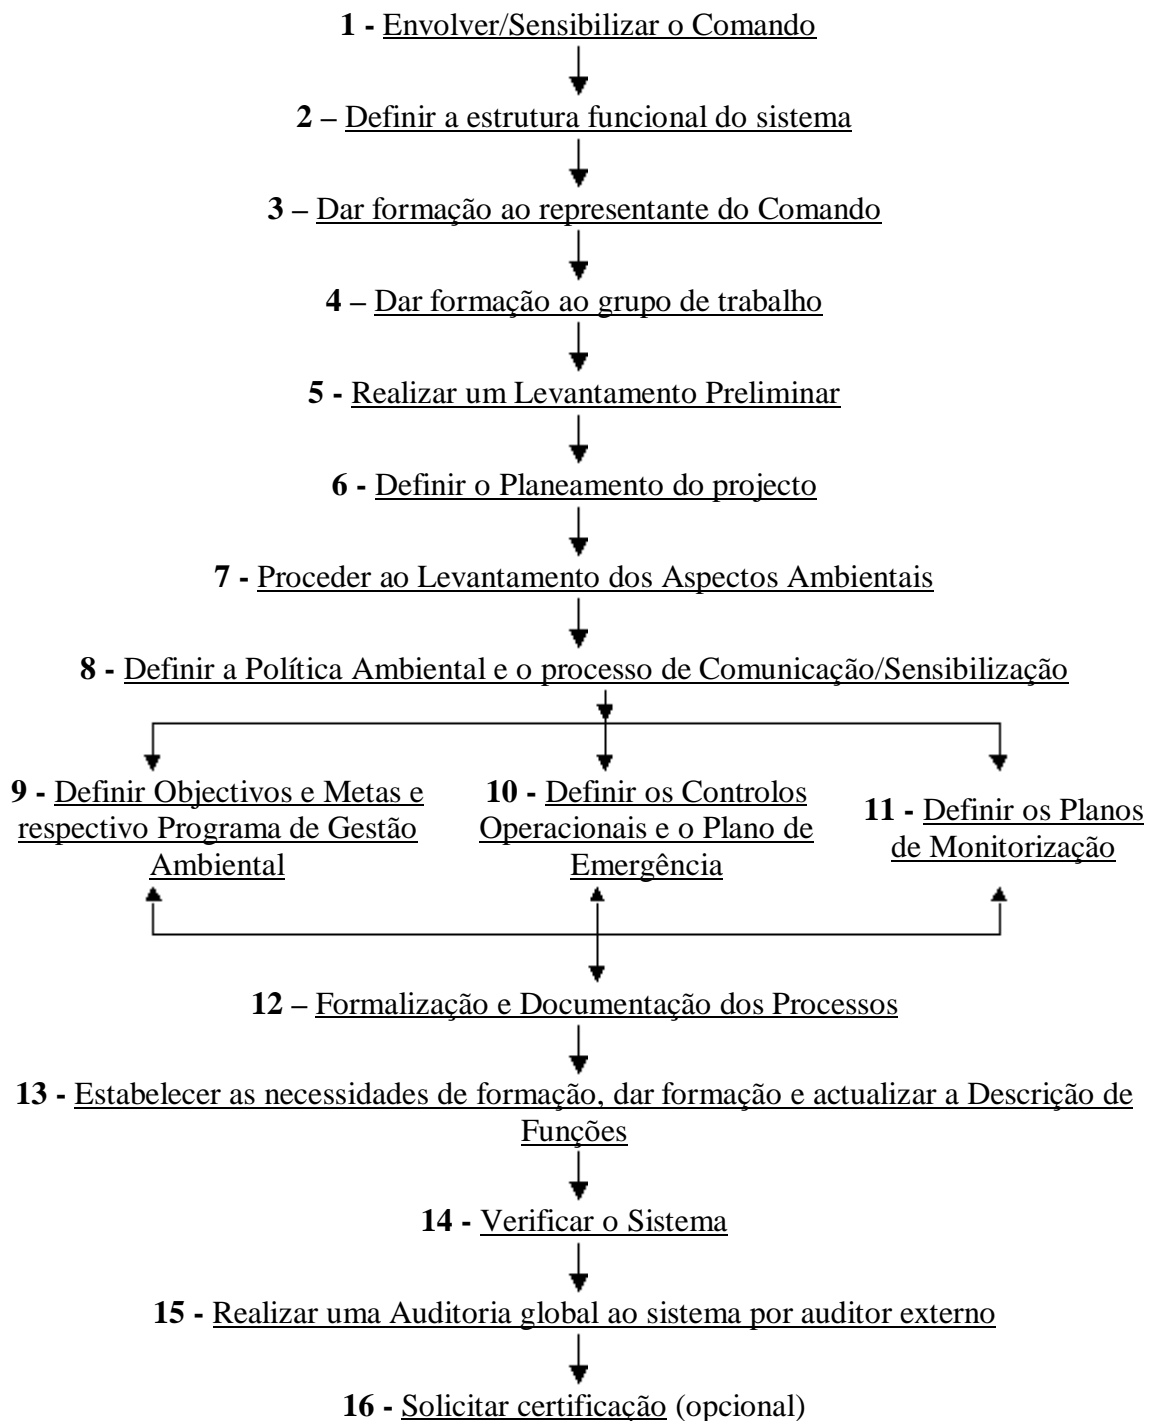 1 - Envolver/Sensibilizar o Comando
2 – Definir a estrutura funcional do sistema
3 – Dar formação ao representante do Comando
4 – Dar formação ao grupo de trabalho
5 - Realizar um Levantamento Preliminar
6 - Definir o Planeamento do projecto
7 - Proceder ao Levantamento dos Aspectos Ambientais
8 - Definir a Política Ambiental e o processo de Comunicação/Sensibilização
9 - Definir Objectivos e Metas e
respectivo Programa de Gestão
Ambiental
10 - Definir os Controlos
Operacionais e o Plano de
Emergência
11 - Definir os Planos
de Monitorização
12 – Formalização e Documentação dos Processos
13 - Estabelecer as necessidades de formação, dar formação e actualizar a Descrição de
Funções
14 - Verificar o Sistema
15 - Realizar uma Auditoria global ao sistema por auditor externo
16 - Solicitar certificação (opcional)